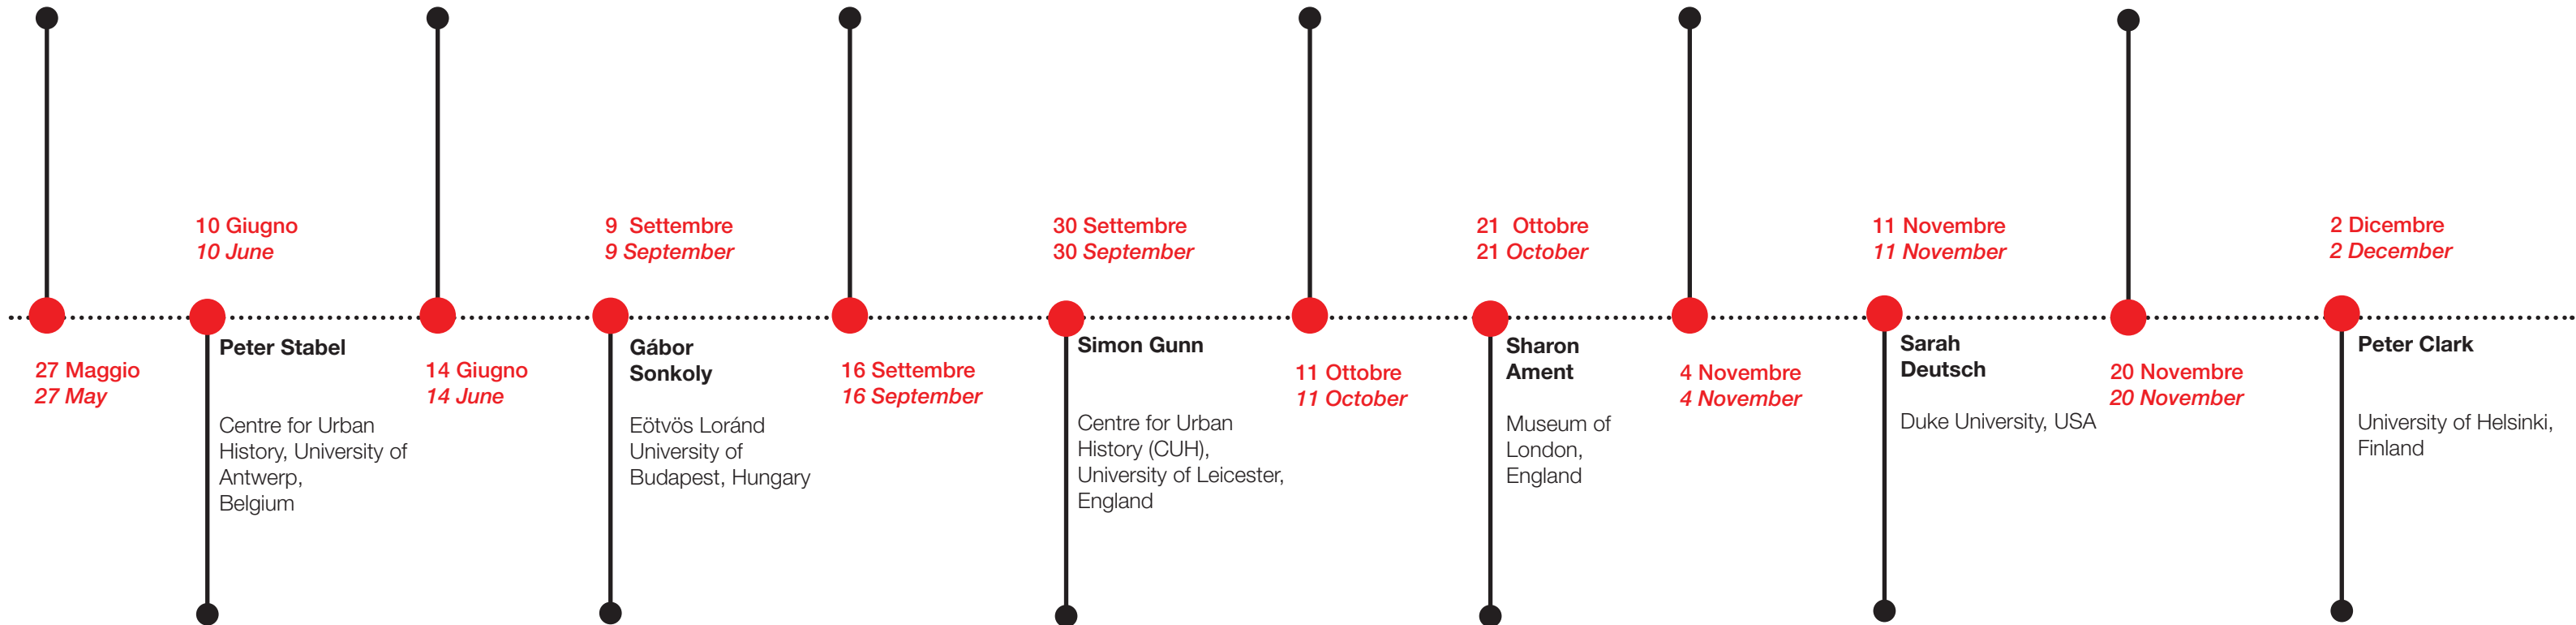 10 Giugno
10 June
9 Settembre
9 September
30 Settembre
30 September
21 Ottobre
21 October
11 Novembre
11 November
2 Dicembre
2 December
27 Maggio
27 May
Peter Stabel
Centre for Urban
History, University of
Antwerp,
Belgium
14 Giugno
14 June
Gábor
Sonkoly
Eötvös Loránd
University of
Budapest, Hungary
16 Settembre
16 September
Simon Gunn
Centre for Urban
History (CUH),
University of Leicester,
England
11 Ottobre
11 October
Sharon
Ament
Museum of
London,
England
4 Novembre
4 November
Sarah
Deutsch
Duke University, USA
20 Novembre
20 November
Peter Clark
University of Helsinki,
Finland